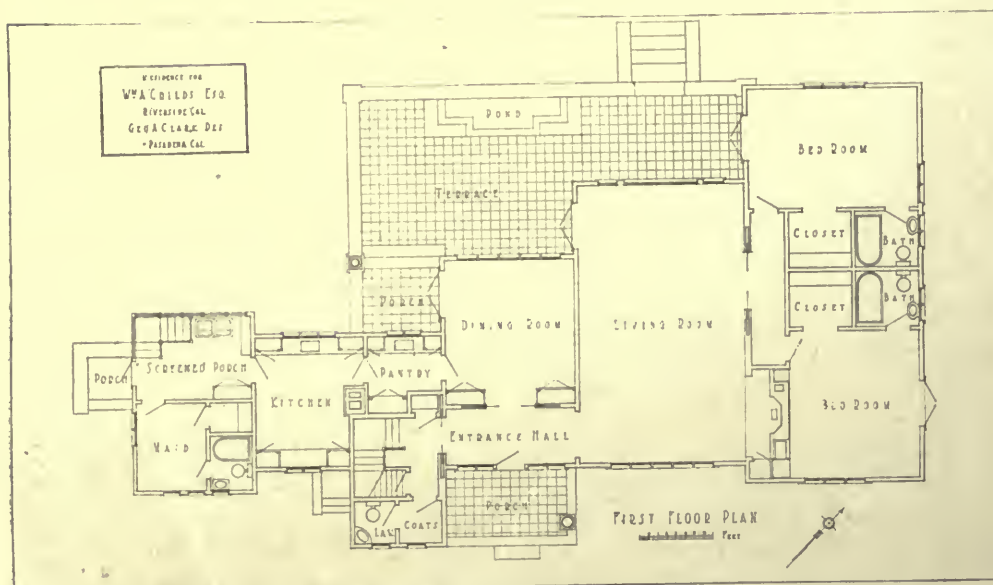 RESIDENCE FOR
WM A CHILDS ESQ
RIVERSIDE CAL
GEO A CLARK DES
PASADENA CAL
POND
BED ROOM
TERRACE
CLOSET
BATH
PORCH
CLOSET
BATH
DINING ROOM
LIVING ROOM
PORCH
SCREENED PORCH
PANTRY
KITCHEN
BED ROOM
MAID
ENTRANCE HALL
PORCH
LAV
COATS
FIRST FLOOR PLAN
FEET